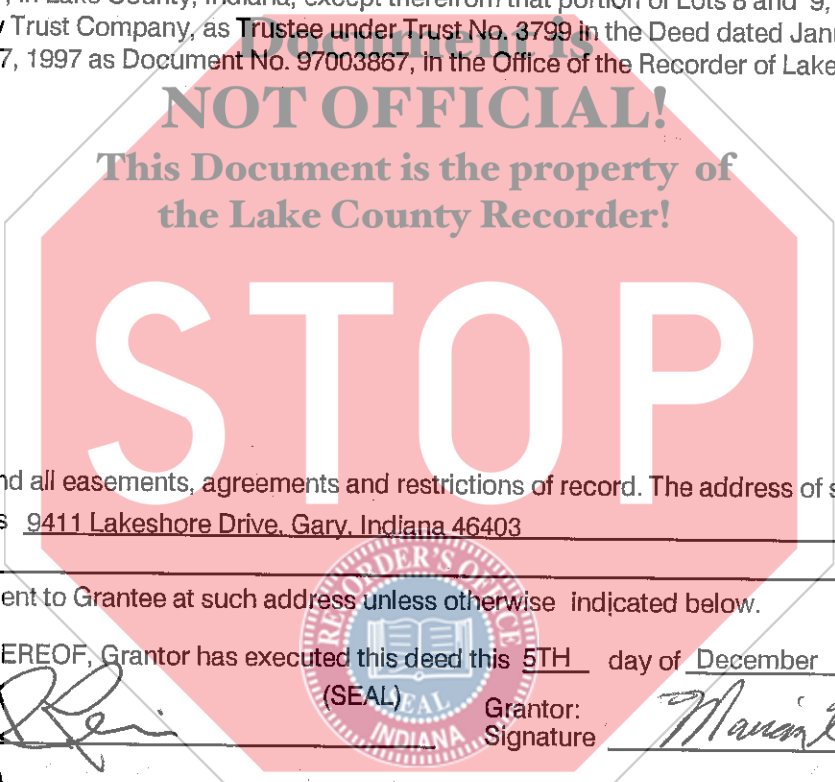 , in Lake County, Indiana, except therefrom that portion of Lots 8 and 9,
Trust Company, as Trustee under Trust No. 3799 in the Deed dated Janu
7, 1997 as Document No. 97003867, in the Office of the Recorder of Lake
Document is
NOT OFFICIAL!
This Document is the property of
the Lake County Recorder!
STOP
nd all easements, agreements and restrictions of record. The address of s
s 9411 Lakeshore Drive, Gary, Indiana 46403
ent to Grantee at such address unless otherwise indicated below.
EREOF, Grantor has executed this deed this 5TH day of December
(SEAL)
Grantor:
Signature
RECORDER'S OFFICE
SEAL
INDIANA